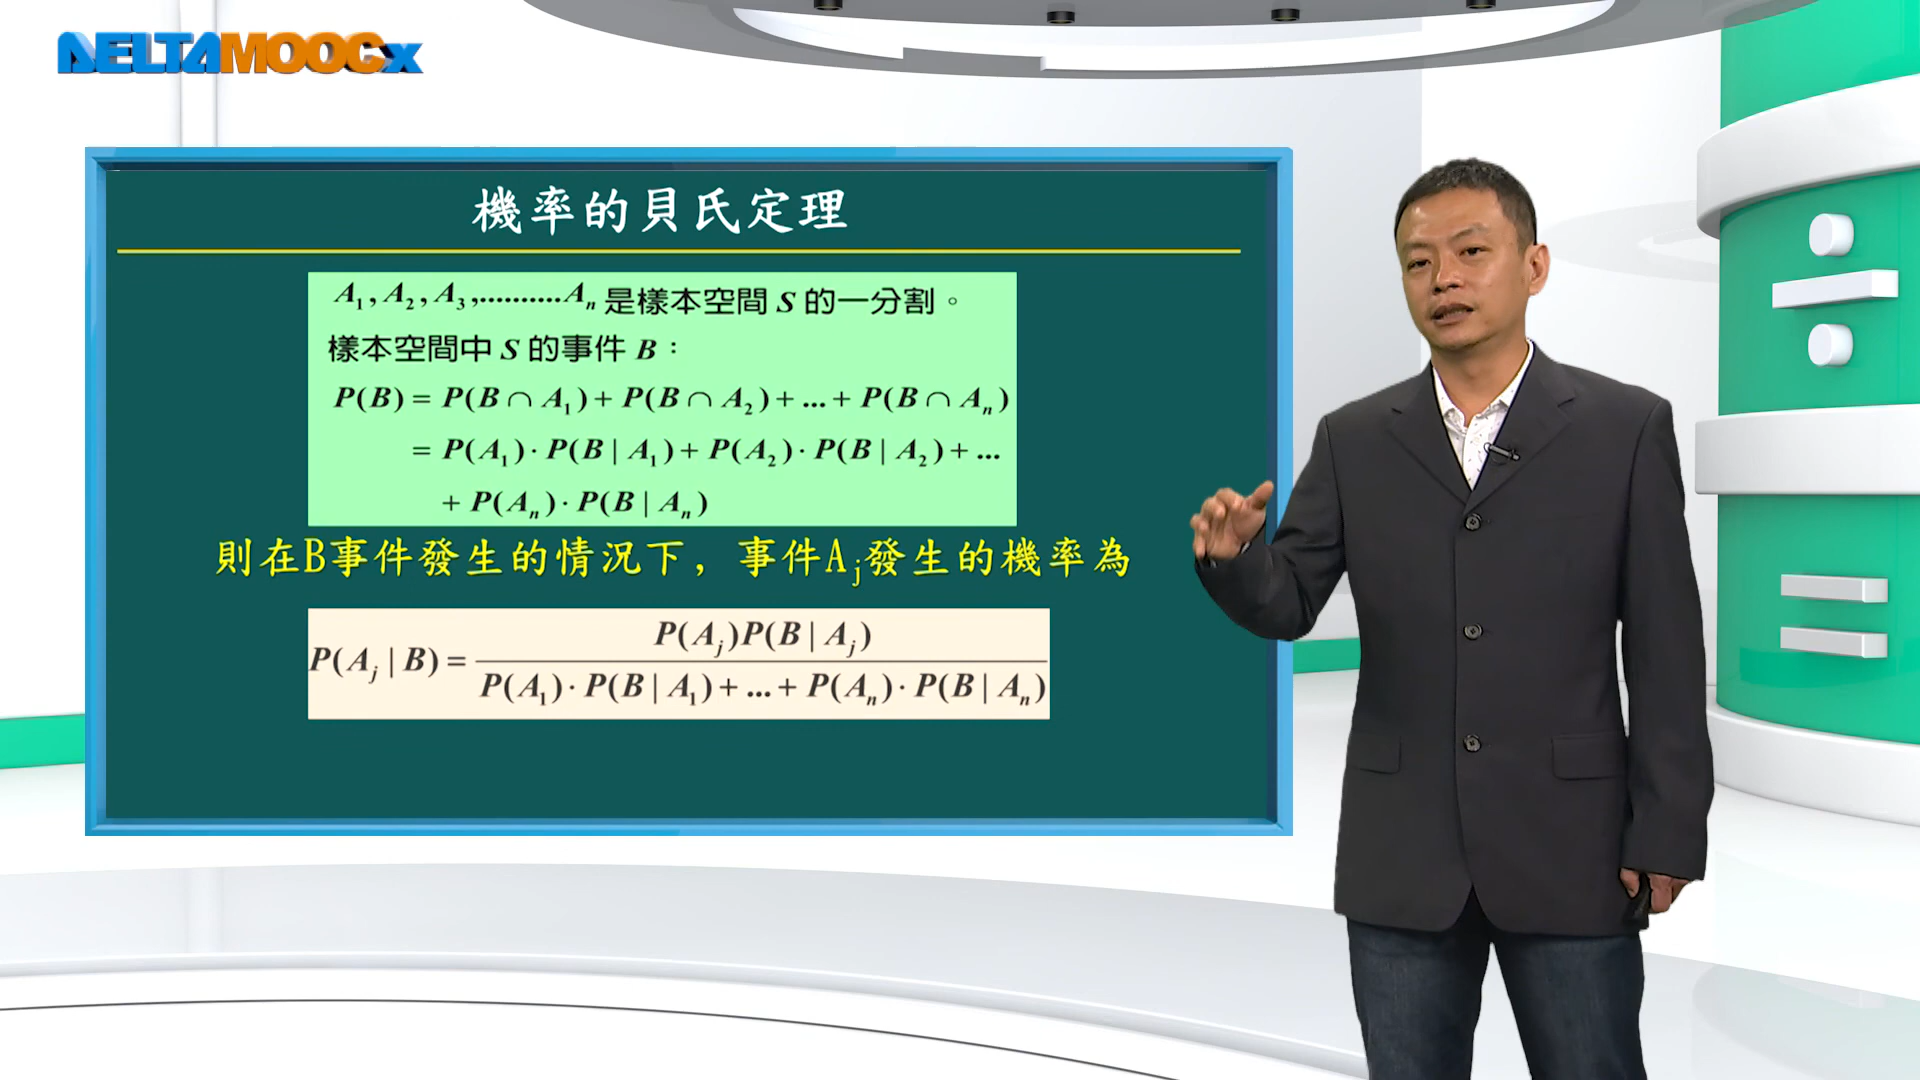 DELTAMOOCx
機率的貝氏定理
A₁, A₂, A₃,..........Aₙ 是樣本空間 S 的一分割。
樣本空間中 S 的事件 B：
P(B) = P(B ∩ A₁) + P(B ∩ A₂) + ... + P(B ∩ Aₙ)
= P(A₁)· P(B | A₁) + P(A₂)· P(B | A₂) + ...
+ P(Aₙ)· P(B | Aₙ)
則在B事件發生的情況下，事件Aⱼ發生的機率為
P(Aⱼ)P(B | Aⱼ)
P(Aⱼ | B) =
P(A₁)· P(B | A₁) + ... + P(Aₙ)· P(B | Aₙ)